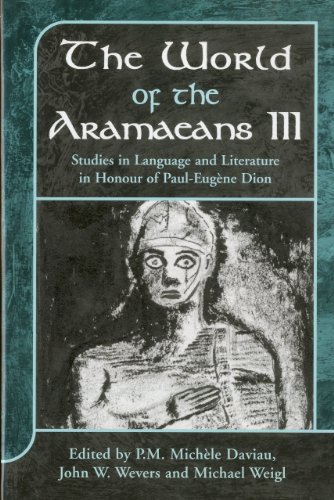 The World
of the
Aramaeans III
Studies in Language and Literature
in Honour of Paul-Eugène Dion
Edited by P.M. Michèle Daviau,
John W. Wevers and Michael Weigl